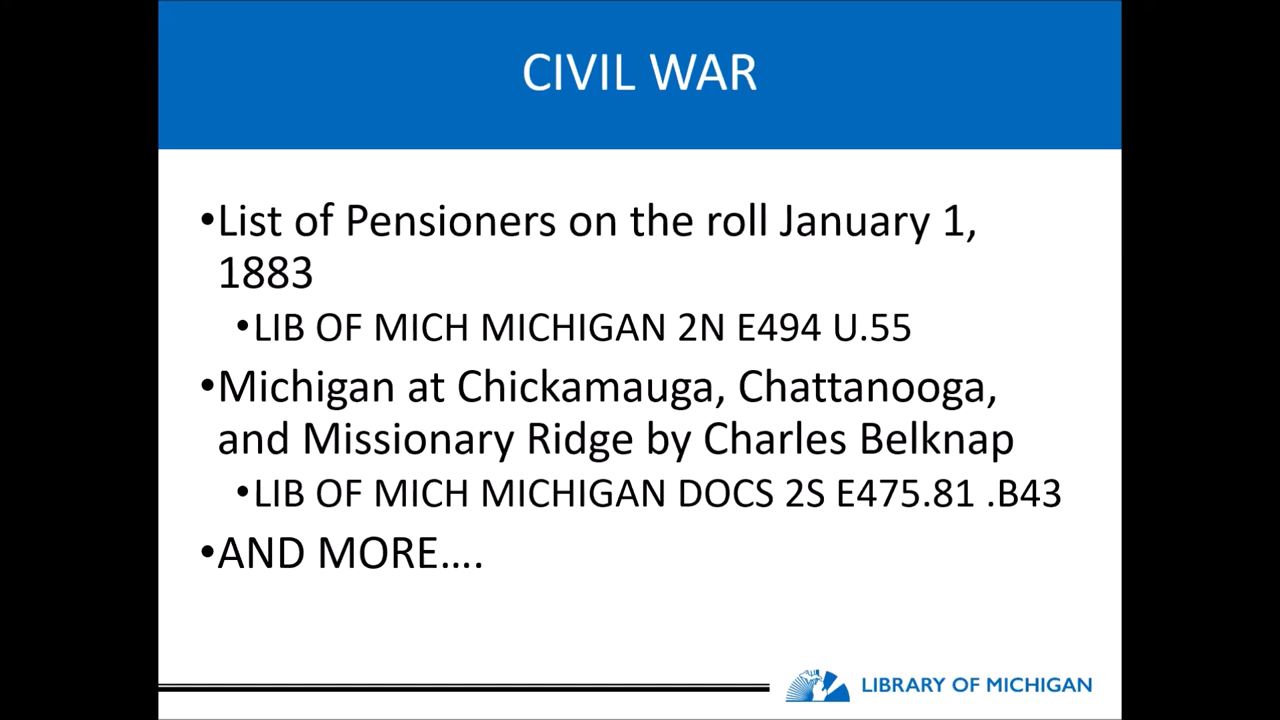 CIVIL WAR
•List of Pensioners on the roll January 1,
1883
•LIB OF MICH MICHIGAN 2N E494 U.55
•Michigan at Chickamauga, Chattanooga,
and Missionary Ridge by Charles Belknap
•LIB OF MICH MICHIGAN DOCS 2S E475.81 .B43
•AND MORE….
LIBRARY OF MICHIGAN